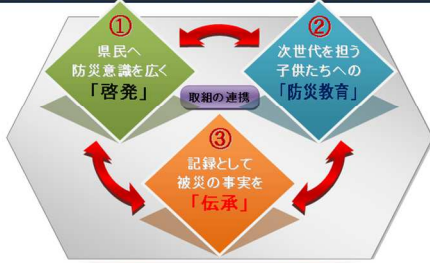 ①
県民へ
防災意識を広く
「啓発」
②
次世代を担う
子供たちへの
「防災教育」
取組の連携
③
記録として
被災の事実を
「伝承」